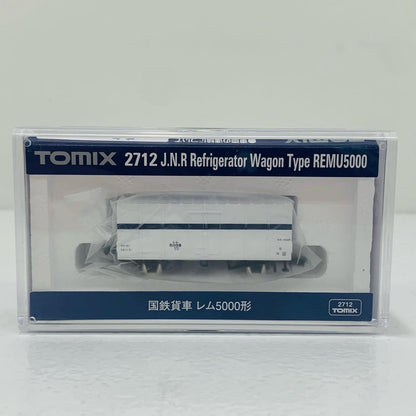 TOMIX 2712 J.N.R Refrigerator Wagon Type REMU5000
国鉄貨車 レム5000形
2712
TOMIX